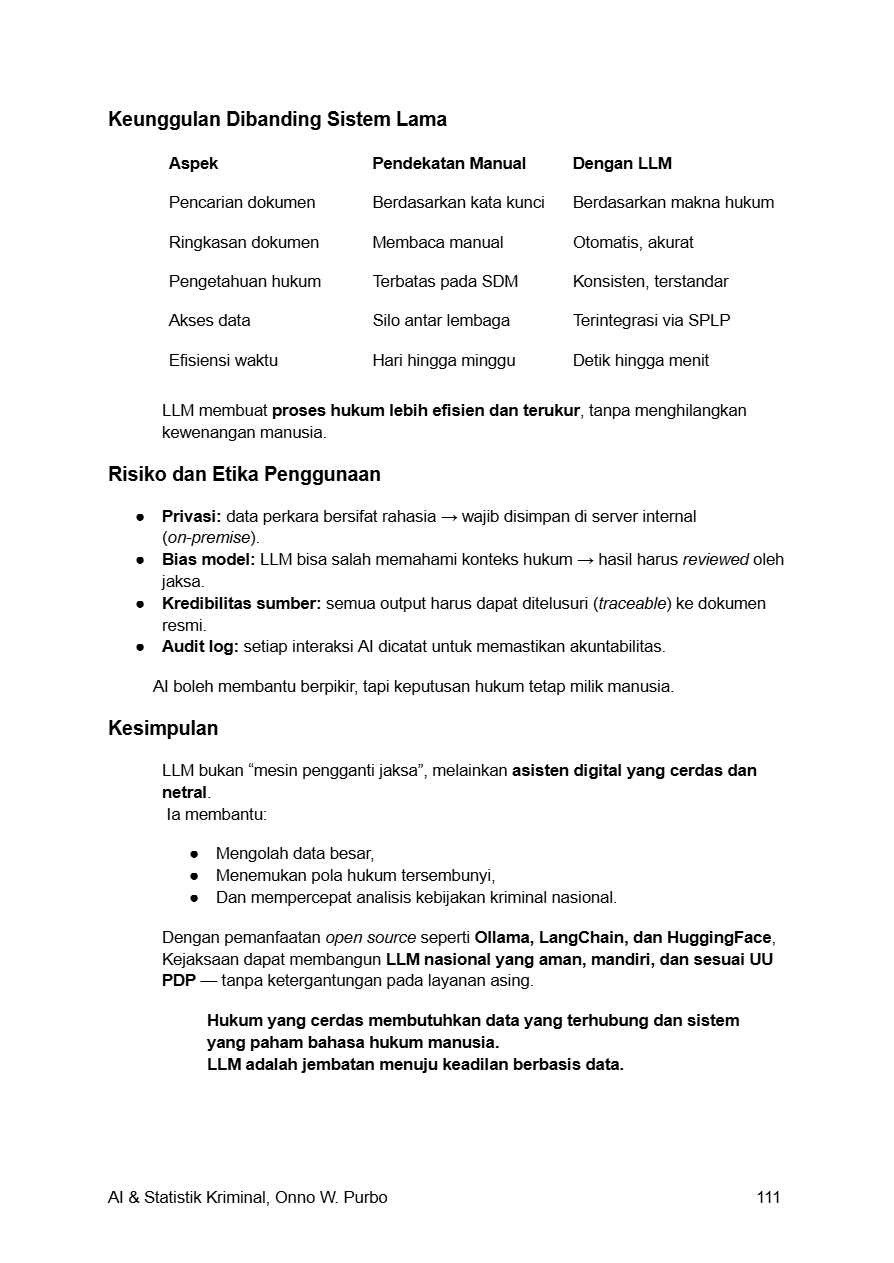 Keunggulan Dibanding Sistem Lama
Aspek Pendekatan Manual Dengan LLM
Pencarian dokumen Berdasarkan kata kunci Berdasarkan makna hukum
Ringkasan dokumen Membaca manual Otomatis, akurat
Pengetahuan hukum Terbatas pada SDM Konsisten, terstandar
Akses data Silo antar lembaga Terintegrasi via SPLP
Efisiensi waktu Hari hingga minggu Detik hingga menit
LLM membuat proses hukum lebih efisien dan terukur, tanpa menghilangkan
kewenangan manusia.
Risiko dan Etika Penggunaan
● Privasi: data perkara bersifat rahasia → wajib disimpan di server internal
(on-premise).
● Bias model: LLM bisa salah memahami konteks hukum → hasil harus reviewed oleh
jaksa.
● Kredibilitas sumber: semua output harus dapat ditelusuri (traceable) ke dokumen
resmi.
● Audit log: setiap interaksi AI dicatat untuk memastikan akuntabilitas.
AI boleh membantu berpikir, tapi keputusan hukum tetap milik manusia.
Kesimpulan
LLM bukan “mesin pengganti jaksa”, melainkan asisten digital yang cerdas dan
netral.
Ia membantu:
● Mengolah data besar,
● Menemukan pola hukum tersembunyi,
● Dan mempercepat analisis kebijakan kriminal nasional.
Dengan pemanfaatan open source seperti Ollama, LangChain, dan HuggingFace,
Kejaksaan dapat membangun LLM nasional yang aman, mandiri, dan sesuai UU
PDP — tanpa ketergantungan pada layanan asing.
Hukum yang cerdas membutuhkan data yang terhubung dan sistem
yang paham bahasa hukum manusia.
LLM adalah jembatan menuju keadilan berbasis data.
AI & Statistik Kriminal, Onno W. Purbo 111